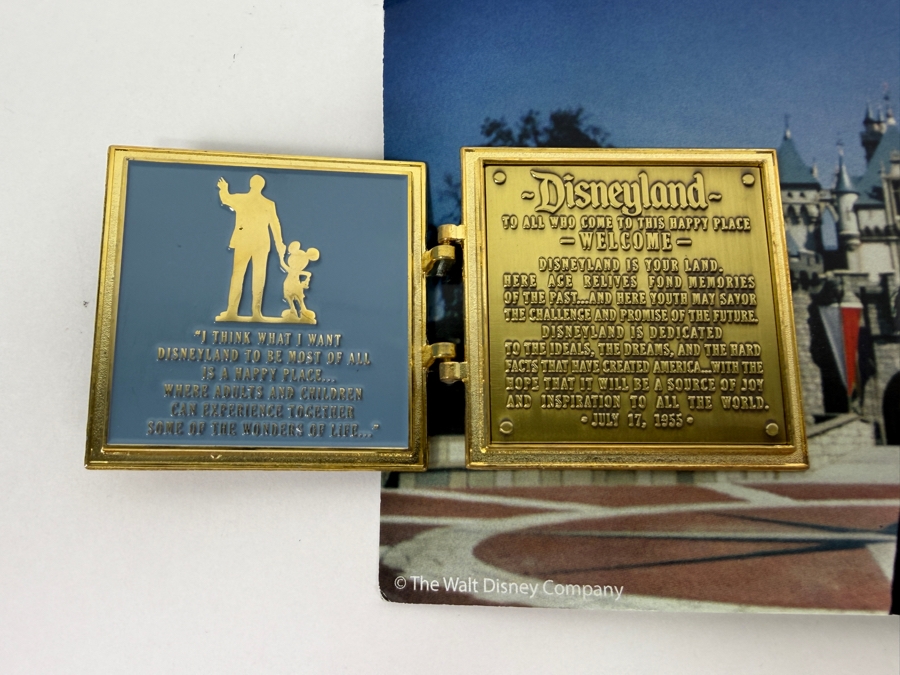 "I THINK WHAT I WANT
DISNEYLAND TO BE MOST OF ALL
IS A HAPPY PLACE...
WHERE ADULTS AND CHILDREN
CAN EXPERIENCE TOGETHER
SOME OF THE WONDERS OF LIFE..."
~Disneyland~
TO ALL WHO COME TO THIS HAPPY PLACE
-WELCOME-
DISNEYLAND IS YOUR LAND.
HERE AGE RELIVES FOND MEMORIES
OF THE PAST...AND HERE YOUTH MAY SAVOR
THE CHALLENGE AND PROMISE OF THE FUTURE.
DISNEYLAND IS DEDICATED
TO THE IDEALS, THE DREAMS, AND THE HARD
FACTS THAT HAVE CREATED AMERICA...WITH THE
HOPE THAT IT WILL BE A SOURCE OF JOY
AND INSPIRATION TO ALL THE WORLD.
• JULY 17, 1955 •
© The Walt Disney Company